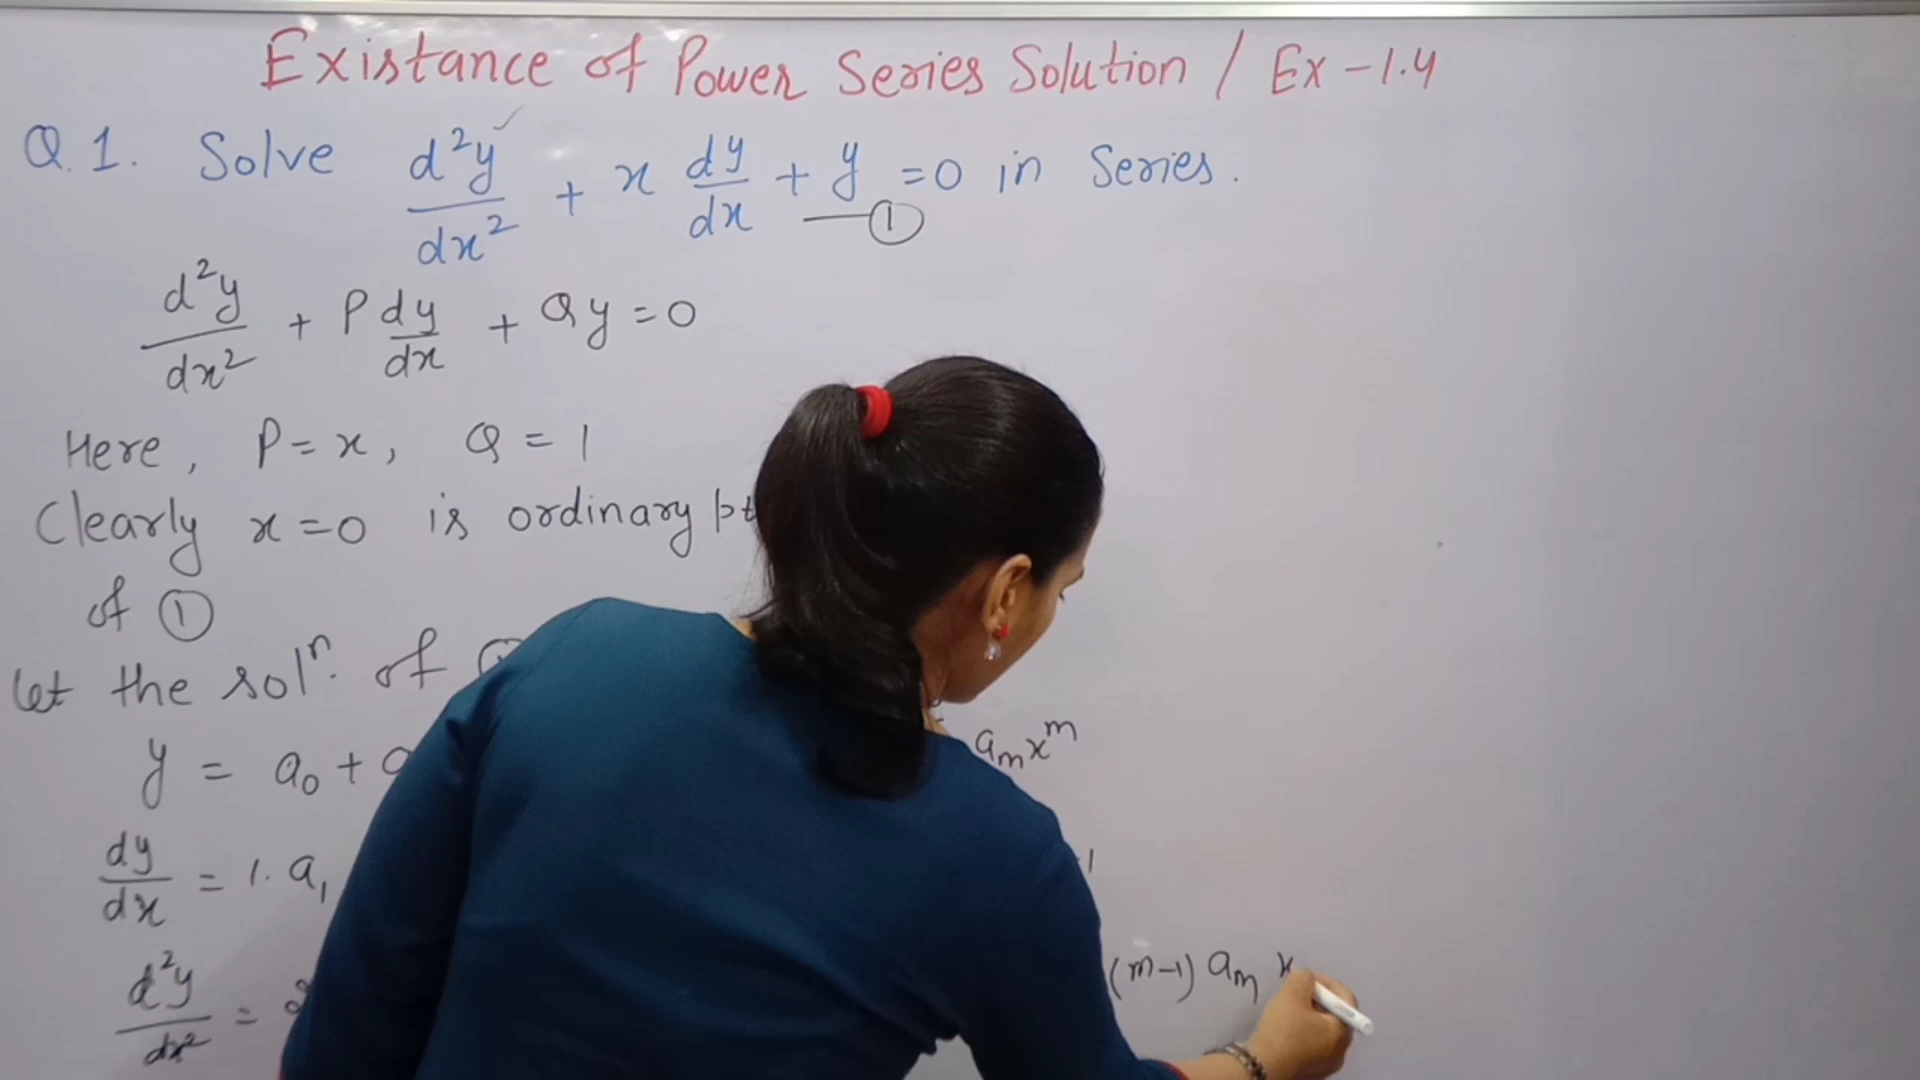 Existance of Power Series Solution / Ex - 1.4
Q.1. Solve d²y/dx² + x dy/dx + y = 0 in Series. — ①
d²y/dx² + P dy/dx + Qy = 0
Here, P = x, Q = 1
Clearly x = 0 is ordinary pt
of ①
let the solⁿ. of
y = a₀ + aₘxᵐ
dy/dx = 1. a₁ 1
d²y/dx² = (m-1) aₘ x